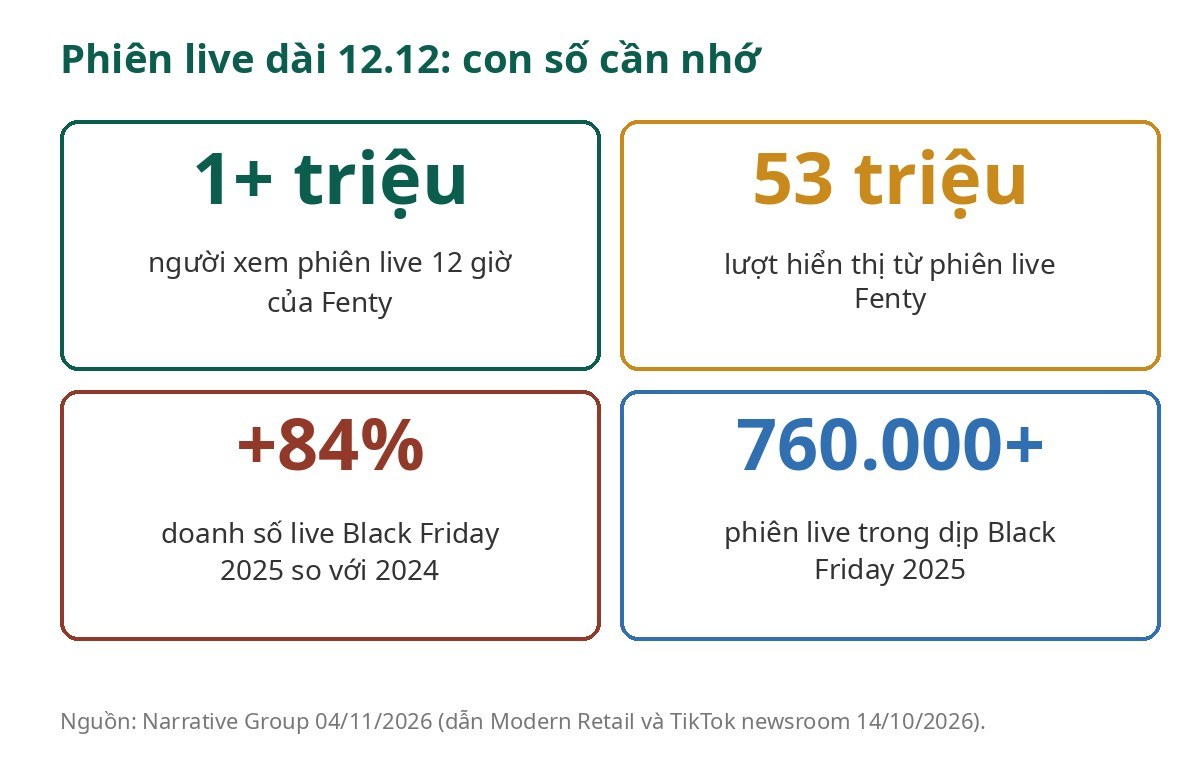 Phiên live dài 12.12: con số cần nhớ
1+ triệu
người xem phiên live 12 giờ
của Fenty
53 triệu
lượt hiển thị từ phiên live
Fenty
+84%
doanh số live Black Friday
2025 so với 2024
760.000+
phiên live trong dịp Black
Friday 2025
Nguồn: Narrative Group 04/11/2026 (dẫn Modern Retail và TikTok newsroom 14/10/2026).